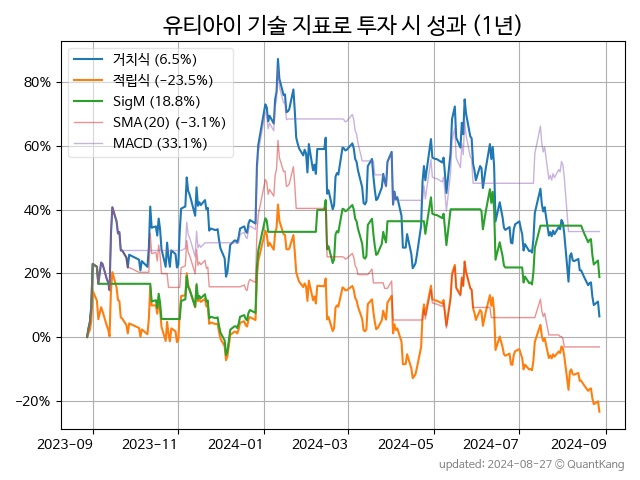 유티아이 기술 지표로 투자 시 성과 (1년)
거치식 (6.5%)
적립식 (−23.5%)
SigM (18.8%)
SMA(20) (−3.1%)
MACD (33.1%)
80%
60%
40%
20%
0%
−20%
2023-09
2023-11
2024-01
2024-03
2024-05
2024-07
2024-09
updated: 2024-08-27 © QuantKang